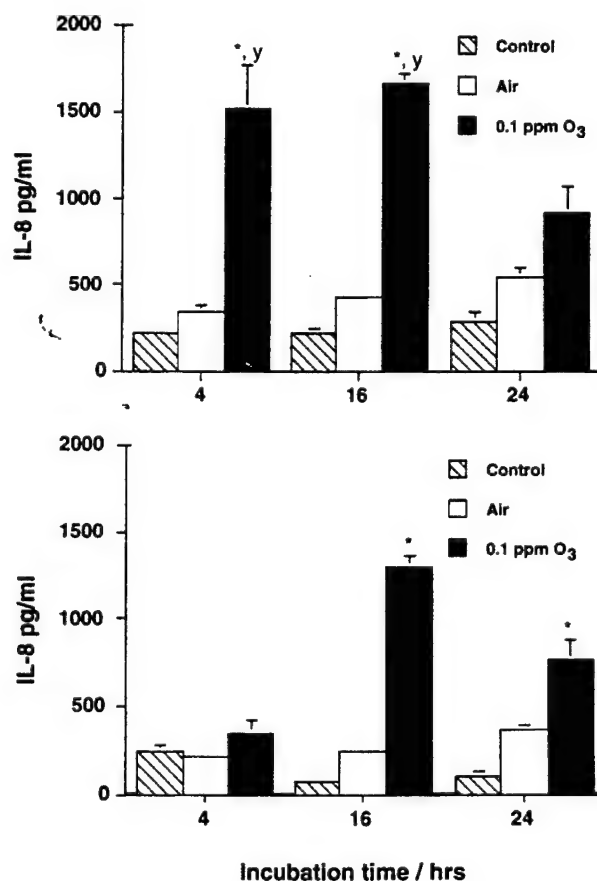 2000
1500
1000
500
0
IL-8 pg/ml
Control
Air
0.1 ppm O₃
*, y
*, y
4 16 24
2000
1500
1000
500
0
IL-8 pg/ml
Control
Air
0.1 ppm O₃
*
*
4 16 24
Incubation time / hrs